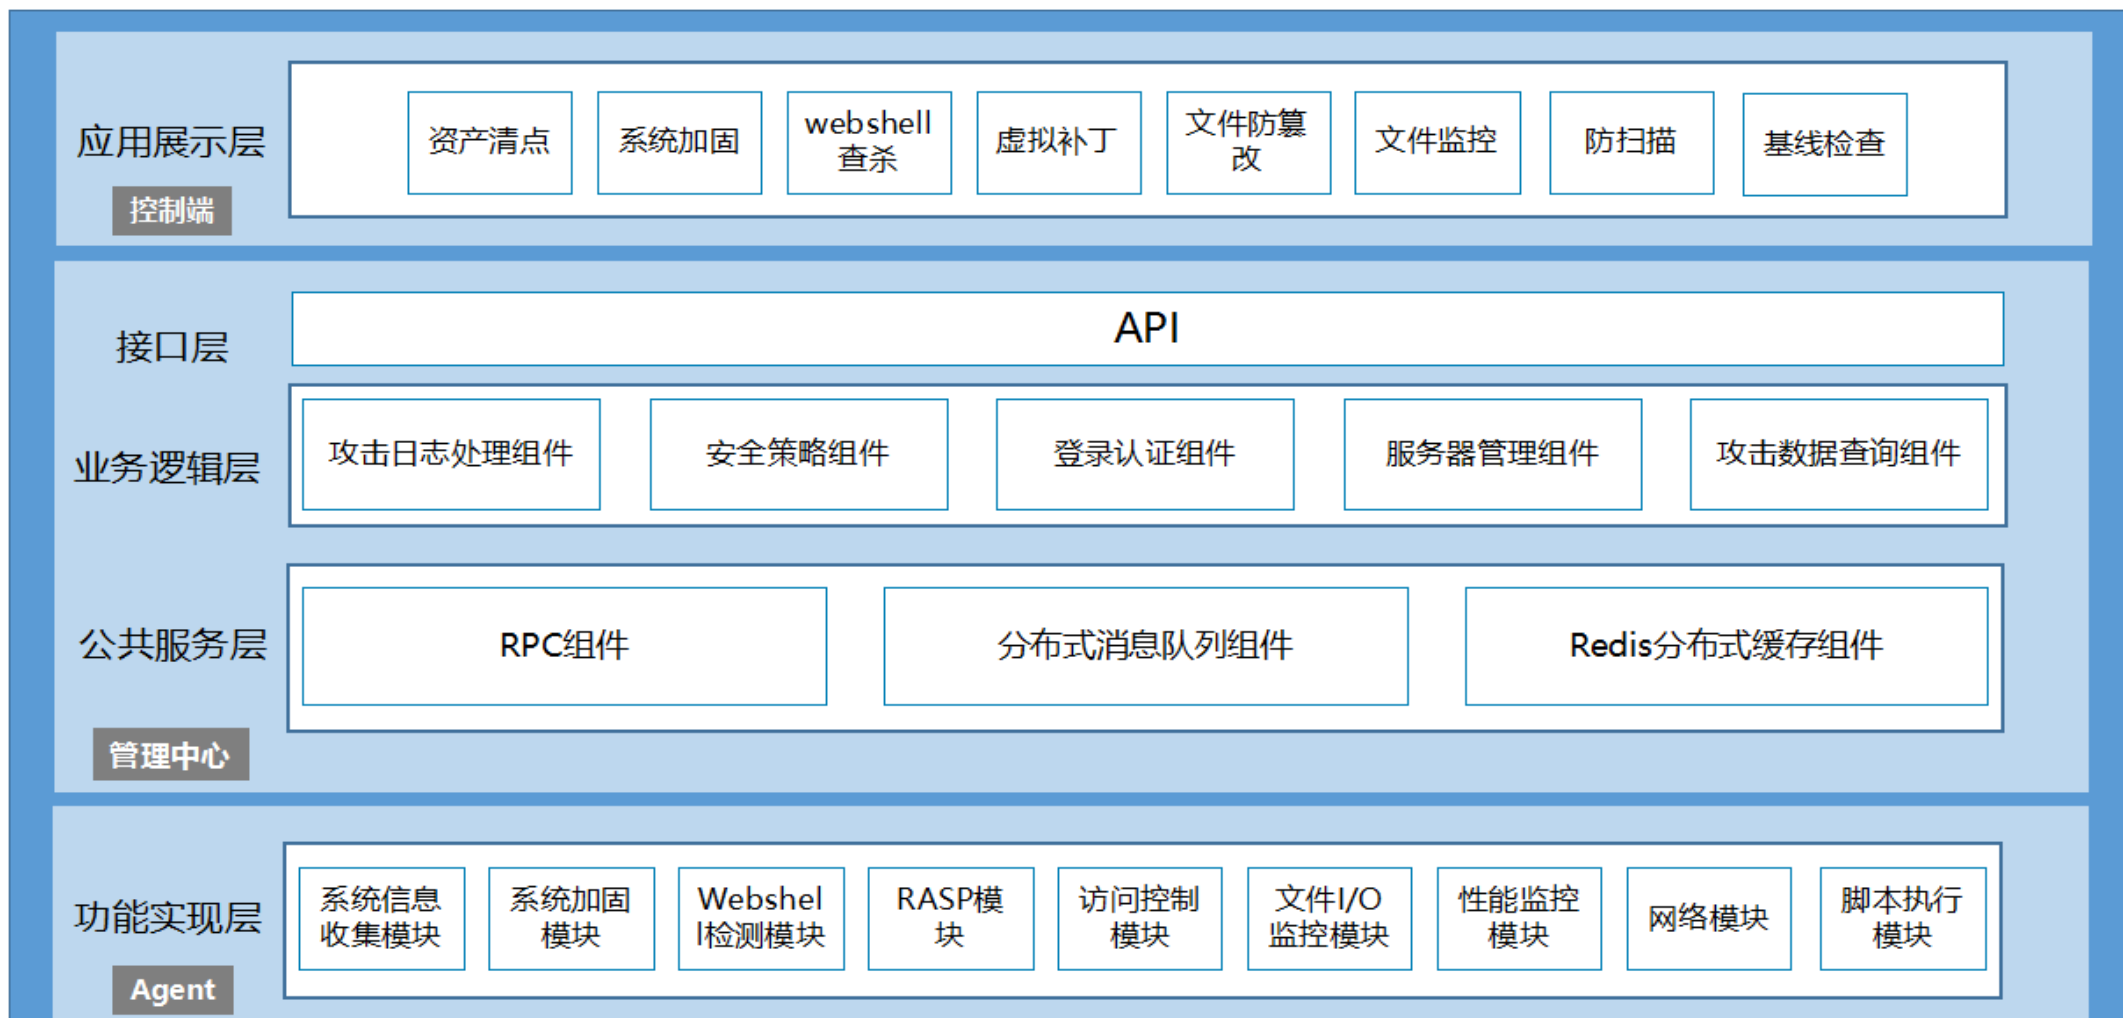 应用展示层
控制端
资产清点
系统加固
webshell
查杀
虚拟补丁
文件防篡
改
文件监控
防扫描
基线检查
接口层
API
业务逻辑层
攻击日志处理组件
安全策略组件
登录认证组件
服务器管理组件
攻击数据查询组件
公共服务层
RPC组件
分布式消息队列组件
Redis分布式缓存组件
管理中心
功能实现层
Agent
系统信息
收集模块
系统加固
模块
Webshel
l检测模块
RASP模
块
访问控制
模块
文件I/O
监控模块
性能监控
模块
网络模块
脚本执行
模块